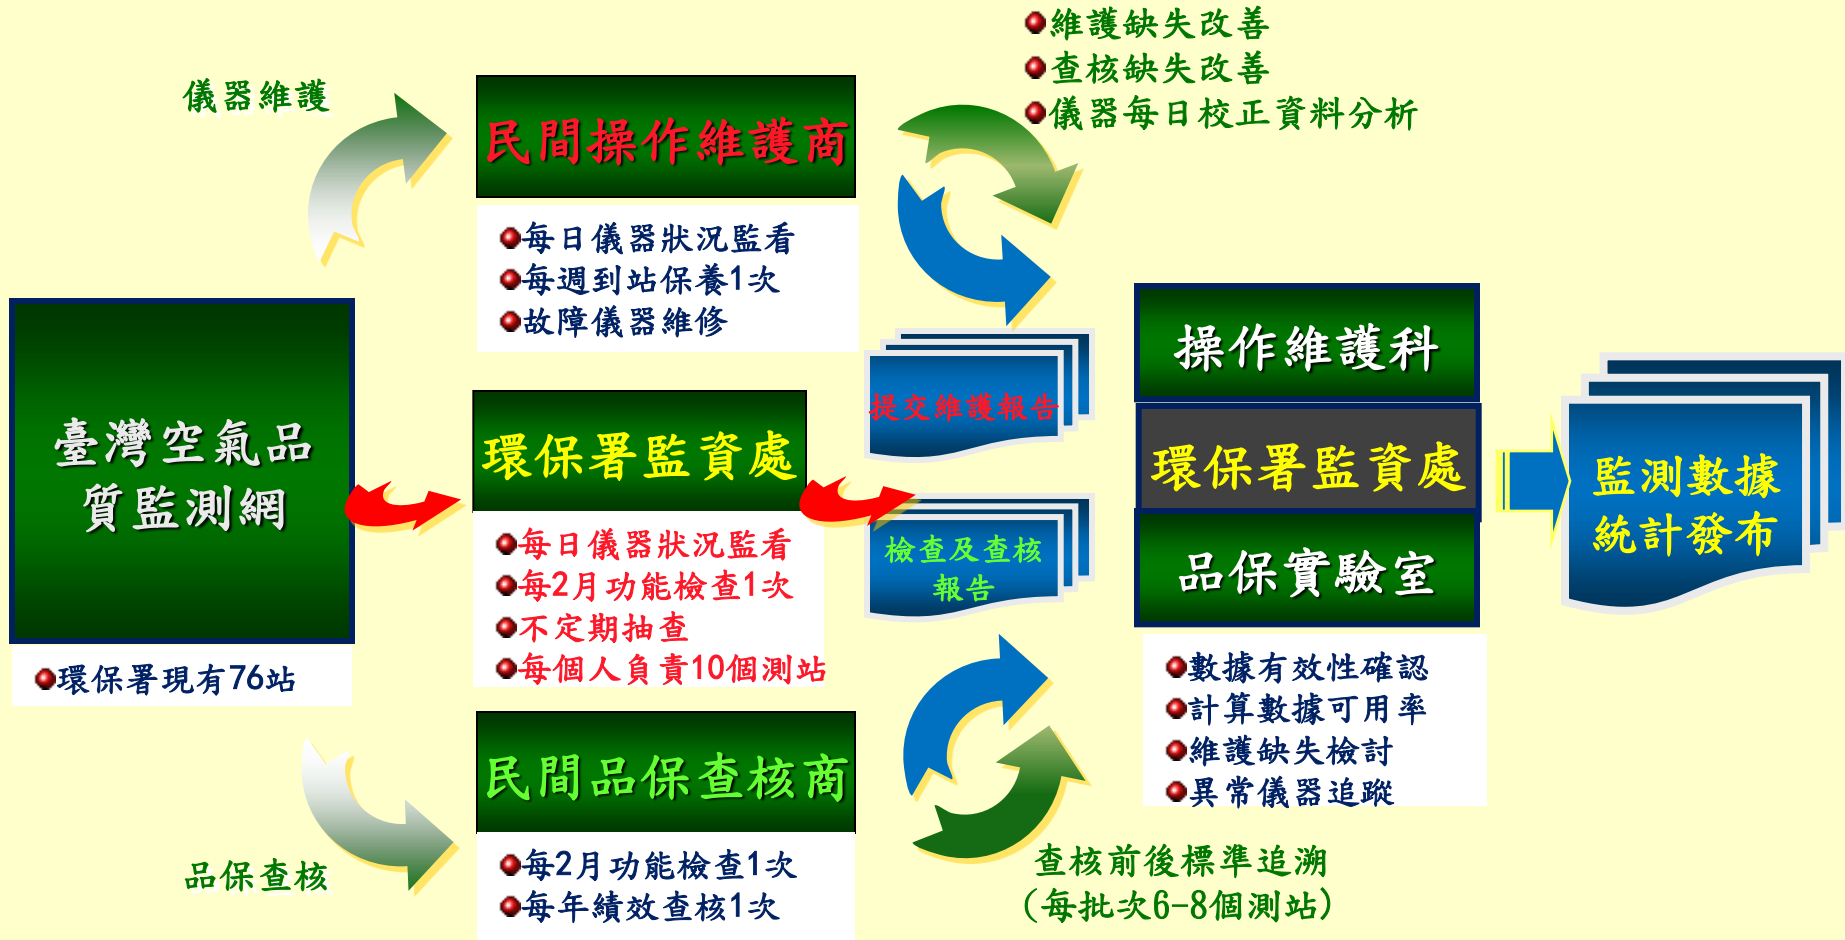 維護缺失改善
查核缺失改善
儀器每日校正資料分析
儀器維護
民間操作維護商
每日儀器狀況監看
每週到站保養1次
故障儀器維修
臺灣空氣品
質監測網
環保署現有76站
環保署監資處
每日儀器狀況監看
每2月功能檢查1次
不定期抽查
每個人負責10個測站
民間品保查核商
每2月功能檢查1次
每年績效查核1次
品保查核
提交維護報告
檢查及查核
報告
操作維護科
環保署監資處
品保實驗室
數據有效性確認
計算數據可用率
維護缺失檢討
異常儀器追蹤
查核前後標準追溯
(每批次6-8個測站)
監測數據
統計發布